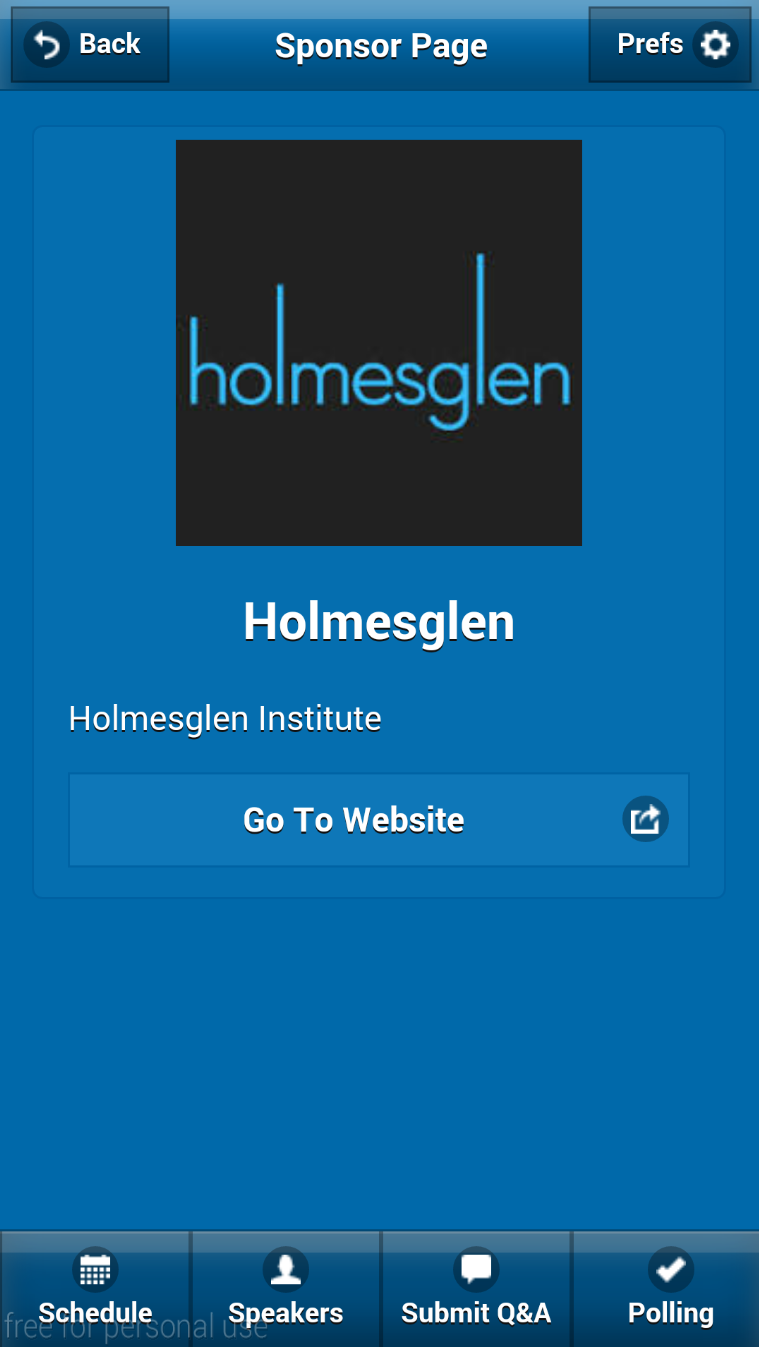 Back
Sponsor Page
Prefs
holmesglen
Holmesglen
Holmesglen Institute
Go To Website
Schedule
Speakers
Submit Q&A
Polling
free for personal use